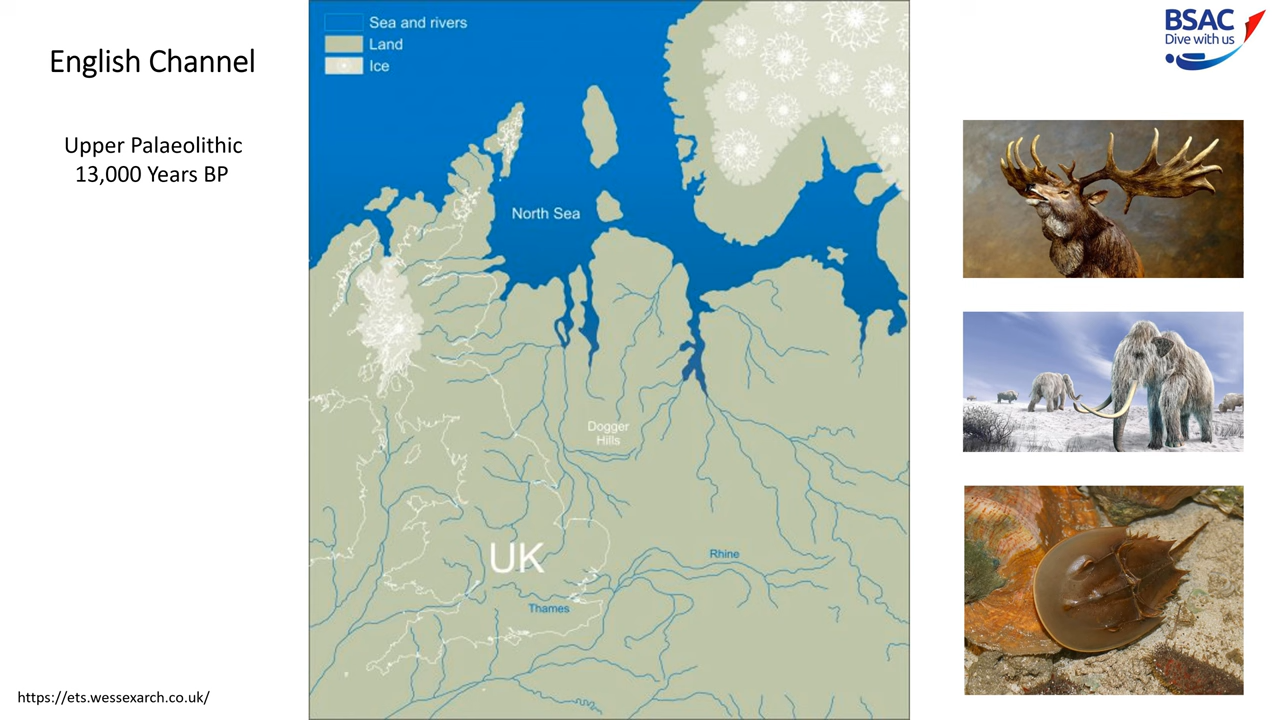 English Channel
Upper Palaeolithic
13,000 Years BP
Sea and rivers
Land
Ice
North Sea
Dogger
Hills
UK
Rhine
Thames
BSAC
Dive with us
https://ets.wessexarch.co.uk/